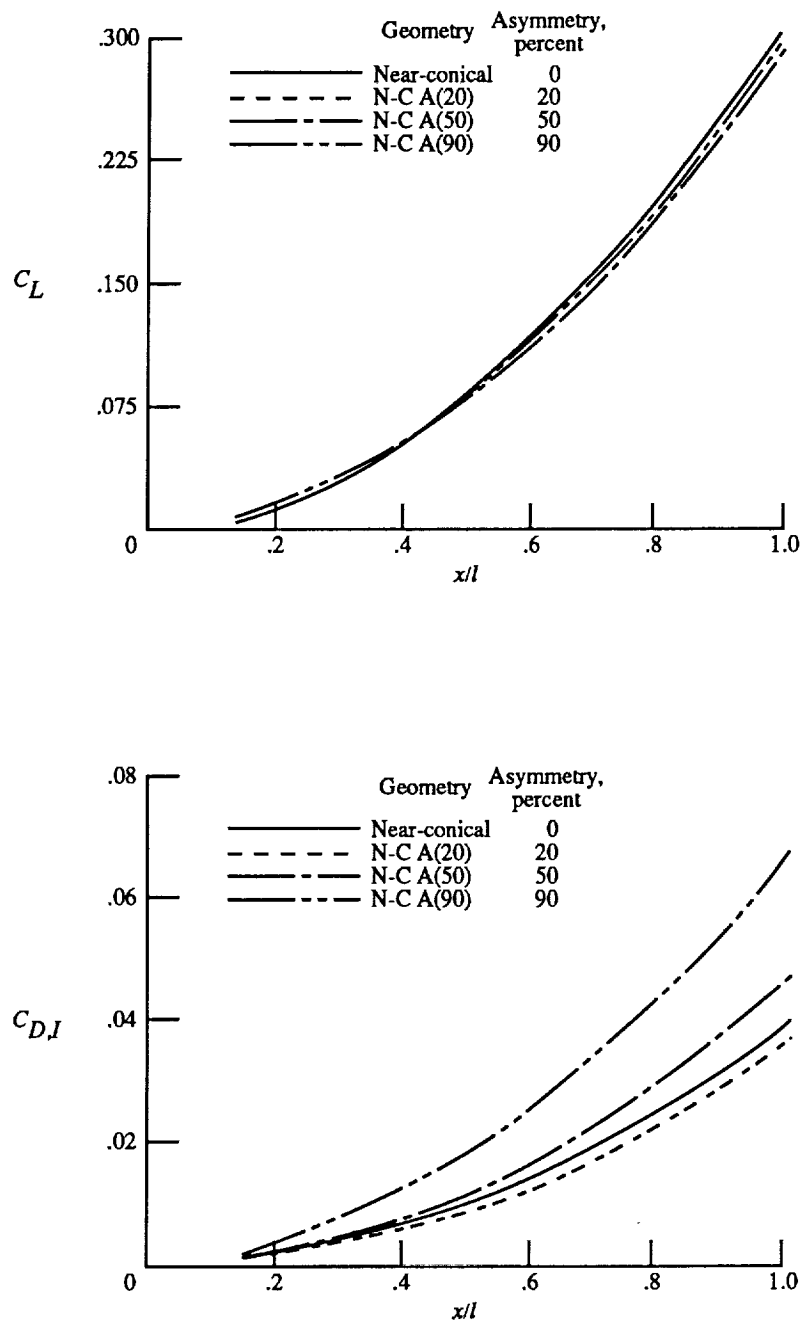 Geometry Asymmetry, percent
Near-conical 0
N-C A(20) 20
N-C A(50) 50
N-C A(90) 90
.300
.225
.150
.075
0
C_L
.2 .4 .6 .8 1.0
x/l
Geometry Asymmetry, percent
Near-conical 0
N-C A(20) 20
N-C A(50) 50
N-C A(90) 90
.08
.06
.04
.02
0
C_{D,I}
.2 .4 .6 .8 1.0
x/l